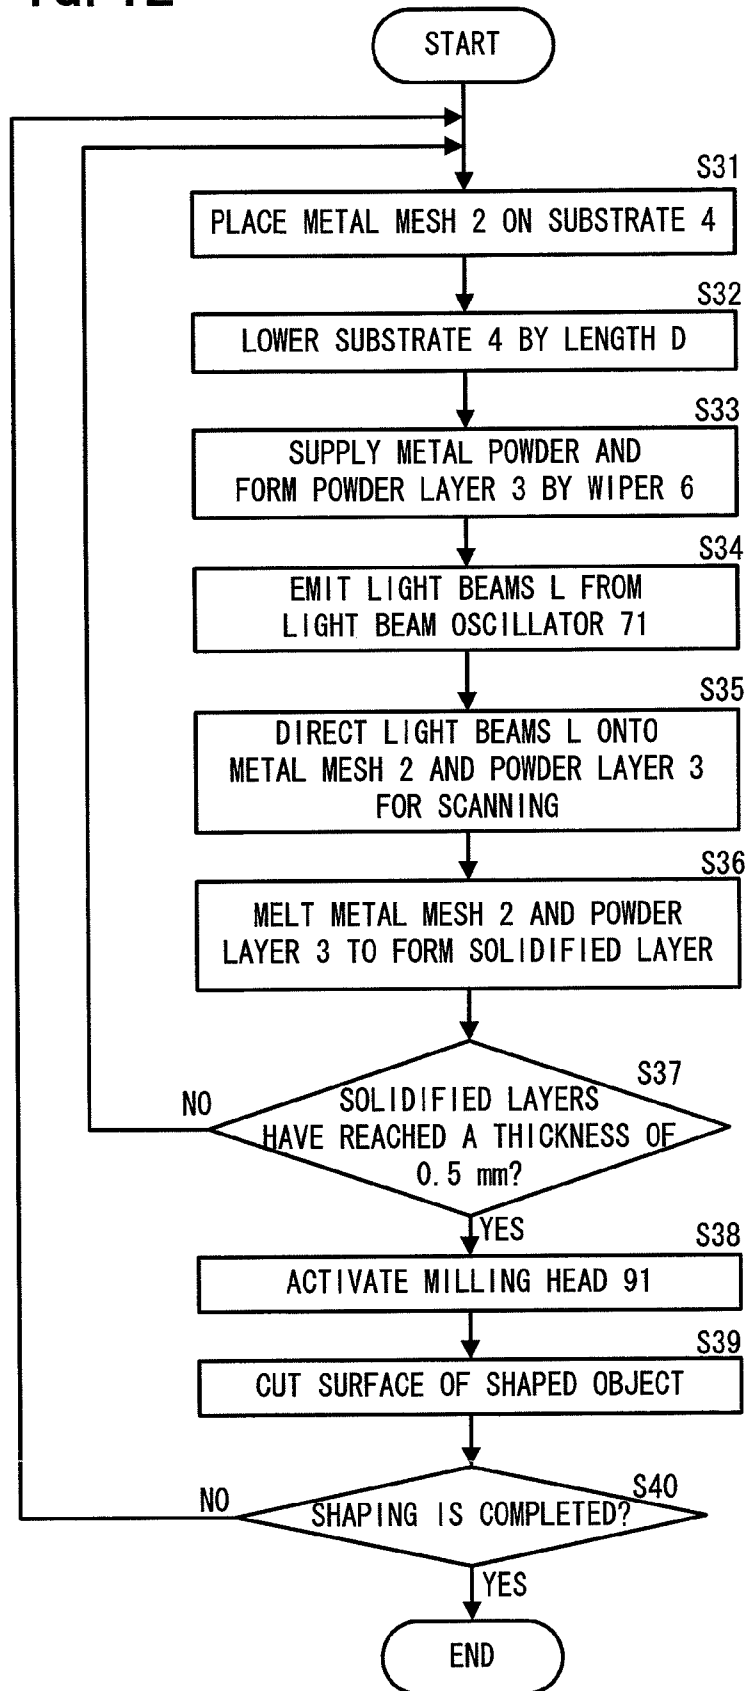 START
S31
PLACE METAL MESH 2 ON SUBSTRATE 4
S32
LOWER SUBSTRATE 4 BY LENGTH D
S33
SUPPLY METAL POWDER AND
FORM POWDER LAYER 3 BY WIPER 6
S34
EMIT LIGHT BEAMS L FROM
LIGHT BEAM OSCILLATOR 71
S35
DIRECT LIGHT BEAMS L ONTO
METAL MESH 2 AND POWDER LAYER 3
FOR SCANNING
S36
MELT METAL MESH 2 AND POWDER
LAYER 3 TO FORM SOLIDIFIED LAYER
S37
NO
SOLIDIFIED LAYERS
HAVE REACHED A THICKNESS OF
0.5 mm?
YES
S38
ACTIVATE MILLING HEAD 91
S39
CUT SURFACE OF SHAPED OBJECT
S40
NO
SHAPING IS COMPLETED?
YES
END